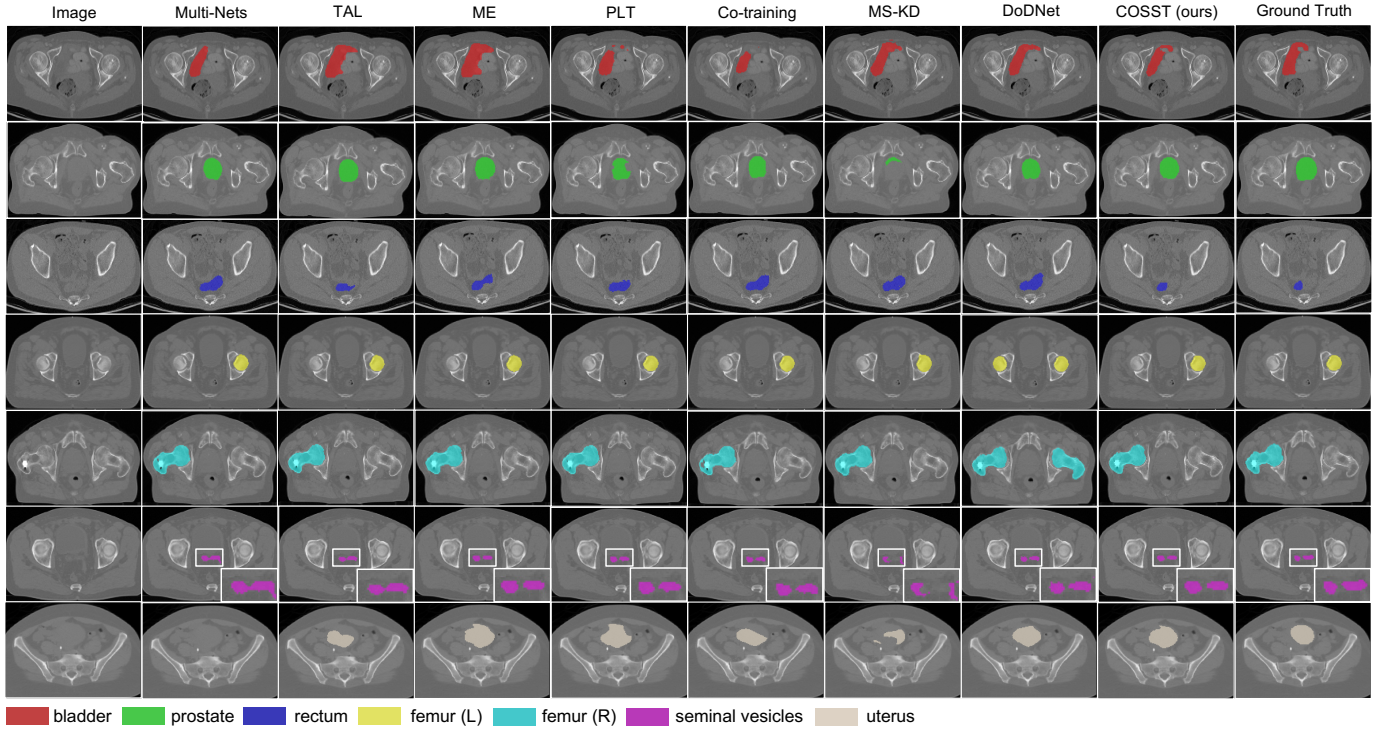 Image Multi-Nets TAL ME PLT Co-training MS-KD DoDNet COSST (ours) Ground Truth
bladder prostate rectum femur (L) femur (R) seminal vesicles uterus